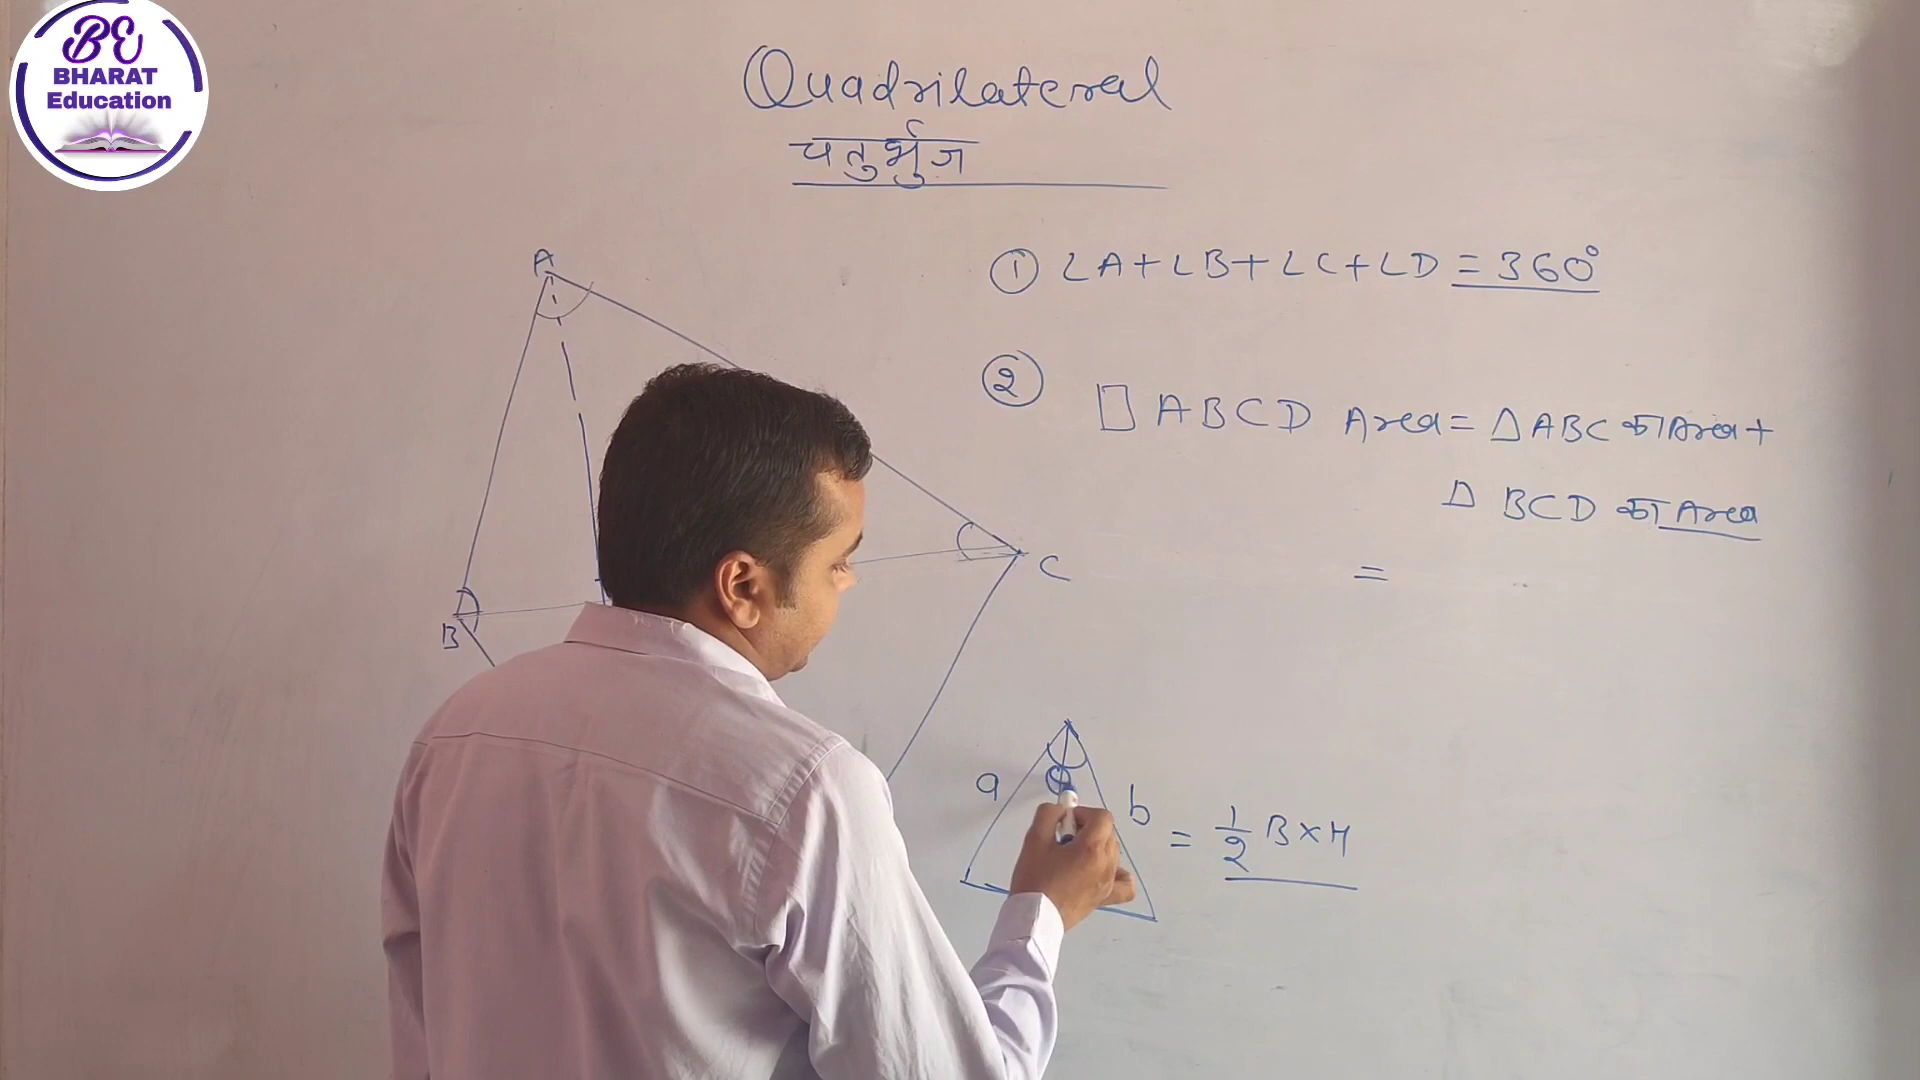 BE
BHARAT
Education
Quadrilateral
चतुर्भुज
A
B
C
① ∠A+∠B+∠C+∠D = 360°
② □ ABCD Area = △ABC का Area +
△ BCD का Area
=
a
b
θ
= 1/2 B×H